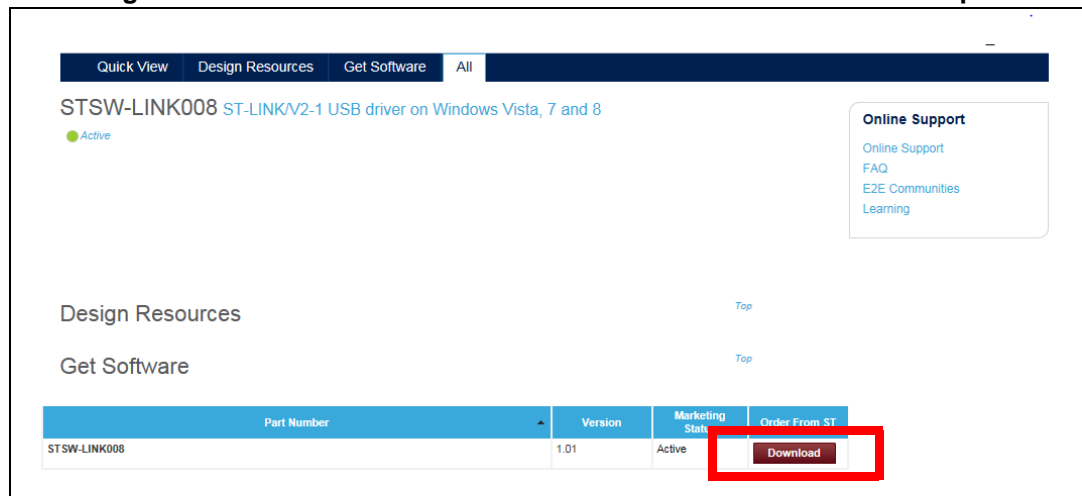 Quick View Design Resources Get Software All
STSW-LINK008 ST-LINK/V2-1 USB driver on Windows Vista, 7 and 8
Active
Online Support
Online Support
FAQ
E2E Communities
Learning
Design Resources Top
Get Software Top
Part Number Version Marketing Status Order From ST
STSW-LINK008 1.01 Active Download